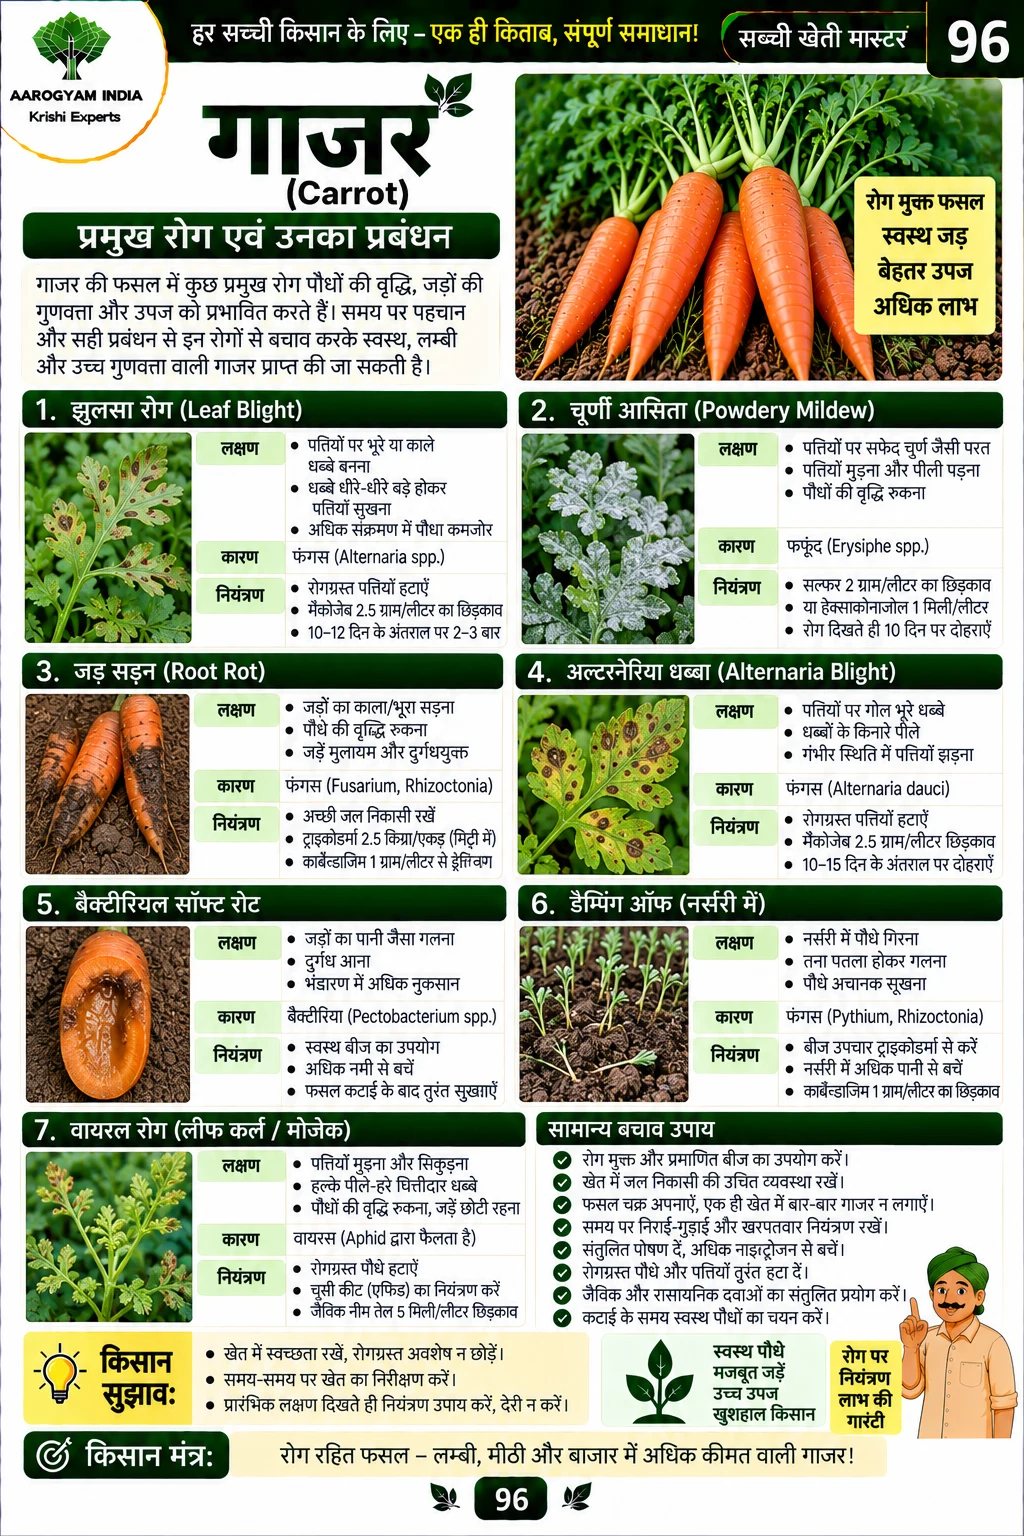 AAROGYAM INDIA
Krishi Experts
हर सच्ची किसान के लिए – एक ही किताब, संपूर्ण समाधान!
सब्ची खेती मास्टर
96
गाजर
(Carrot)
प्रमुख रोग एवं उनका प्रबंधन
गाजर की फसल में कुछ प्रमुख रोग पौधों की वृद्धि, जड़ों की
गुणवत्ता और उपज को प्रभावित करते हैं। समय पर पहचान
और सही प्रबंधन से इन रोगों से बचाव करके स्वस्थ, लम्बी
और उच्च गुणवत्ता वाली गाजर प्राप्त की जा सकती है।
रोग मुक्त फसल
स्वस्थ जड़
बेहतर उपज
अधिक लाभ
1. झुलसा रोग (Leaf Blight)
लक्षण
• पत्तियों पर भूरे या काले
धब्बे बनना
• धब्बे धीरे-धीरे बड़े होकर
पत्तियाँ सुखना
• अधिक संक्रमण में पौधा कमजोर
कारण
फंगस (Alternaria spp.)
नियंत्रण
• रोगग्रस्त पत्तियाँ हटाएँ
• मैंकोजेब 2.5 ग्राम/लीटर का छिड़काव
• 10–12 दिन के अंतराल पर 2–3 बार
2. चूर्णी आसिता (Powdery Mildew)
लक्षण
• पत्तियों पर सफेद चुर्ण जैसी परत
• पत्तियाँ मुड़ना और पीली पड़ना
• पौधों की वृद्धि रुकना
कारण
फफूंद (Erysiphe spp.)
नियंत्रण
• सल्फर 2 ग्राम/लीटर का छिड़काव
• या हेक्साकोनाजोल 1 मिली/लीटर
• रोग दिखते ही 10 दिन पर दोहराएँ
3. जड़ सड़न (Root Rot)
लक्षण
• जड़ों का काला/भूरा सड़ना
• पौधे की वृद्धि रुकना
• जड़ें मुलायम और दुर्गंधयुक्त
कारण
फंगस (Fusarium, Rhizoctonia)
नियंत्रण
• अच्छी जल निकासी रखें
• ट्राइकोडर्मा 2.5 किग्रा/एकड़ (मिट्टी में)
• कार्बेन्डाजिम 1 ग्राम/लीटर से
4. अल्टरनेरिया धब्बा (Alternaria Blight)
लक्षण
• पत्तियों पर गोल भूरे धब्बे
• धब्बों के किनारे पीले
• गंभीर स्थिति में पत्तियाँ झड़ना
कारण
फंगस (Alternaria dauci)
नियंत्रण
• रोगग्रस्त पत्तियाँ हटाएँ
• मैंकोजेब 2.5 ग्राम/लीटर छिड़काव
• 10–15 दिन के अंतराल पर दोहराएँ
5. बैक्टीरियल सॉफ्ट रोट
लक्षण
• जड़ों का पानी जैसा गलना
• दुर्गंध आना
• भंडारण में अधिक नुकसान
कारण
बैक्टीरिया (Pectobacterium spp.)
नियंत्रण
• स्वस्थ बीज का उपयोग
• अधिक नमी से बचें
• फसल कटाई के बाद तुरंत सुखाएँ
6. डैम्पिंग ऑफ (नर्सरी में)
लक्षण
• नर्सरी में पौधे गिरना
• तना पतला होकर गलना
• पौधे अचानक सूखना
कारण
फंगस (Pythium, Rhizoctonia)
नियंत्रण
• बीज उपचार ट्राइकोडर्मा से करें
• नर्सरी में अधिक पानी से बचें
• कार्बेन्डाजिम 1 ग्राम/लीटर का छिड़काव
7. वायरल रोग (लीफ कर्ल / मोजेक)
लक्षण
• पत्तियाँ मुड़ना और सिकुड़ना
• हल्के पीले-हरे चित्तीदार धब्बे
• पौधों की वृद्धि रुकना, जड़ें छोटी रहना
कारण
वायरस (Aphid द्वारा फैलता है)
नियंत्रण
• रोगग्रस्त पौधे हटाएँ
• चुसी कीट (एफिड) का नियंत्रण करें
• जैविक नीम तेल 5 मिली/लीटर छिड़काव
सामान्य बचाव उपाय
रोग मुक्त और प्रमाणित बीज का उपयोग करें।
खेत में जल निकासी की उचित व्यवस्था रखें।
फसल चक्र अपनाएँ, एक ही खेत में बार-बार गाजर न लगाएँ।
समय पर निराई-गुड़ाई और खरपतवार नियंत्रण रखें।
संतुलित पोषण दें, अधिक नाइट्रोजन से बचें।
रोगग्रस्त पौधे और पत्तियाँ तुरंत हटा दें।
जैविक और रासायनिक दवाओं का संतुलित प्रयोग करें।
कटाई के समय स्वस्थ पौधों का चयन करें।
किसान
सुझाव:
• खेत में स्वच्छता रखें, रोगग्रस्त अवशेष न छोड़ें।
• समय-समय पर खेत का निरीक्षण करें।
• प्रारंभिक लक्षण दिखते ही नियंत्रण उपाय करें, देरी न करें।
स्वस्थ पौधे
मजबूत जड़ें
उच्च उपज
खुशहाल किसान
रोग पर
नियंत्रण
लाभ की
गारंटी
किसान मंत्र:
रोग रहित फसल – लम्बी, मीठी और बाजार में अधिक कीमत वाली गाजर!
96